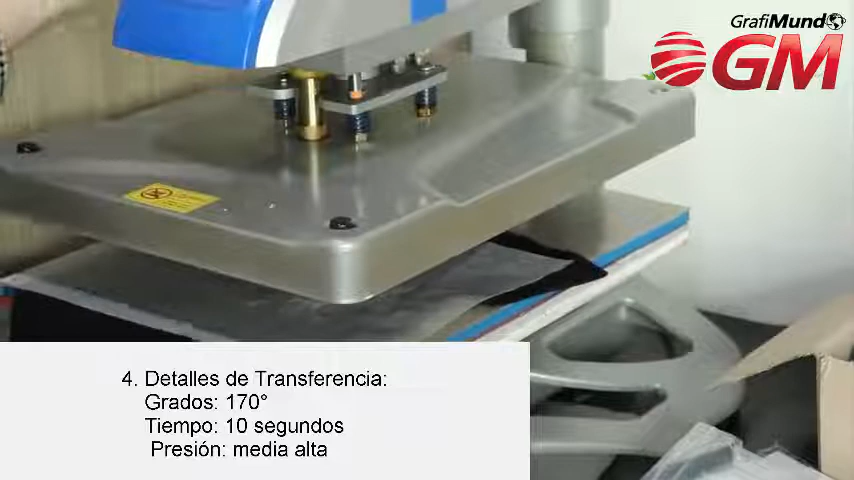 GrafiMundo
GM
4. Detalles de Transferencia:
Grados: 170°
Tiempo: 10 segundos
Presión: media alta